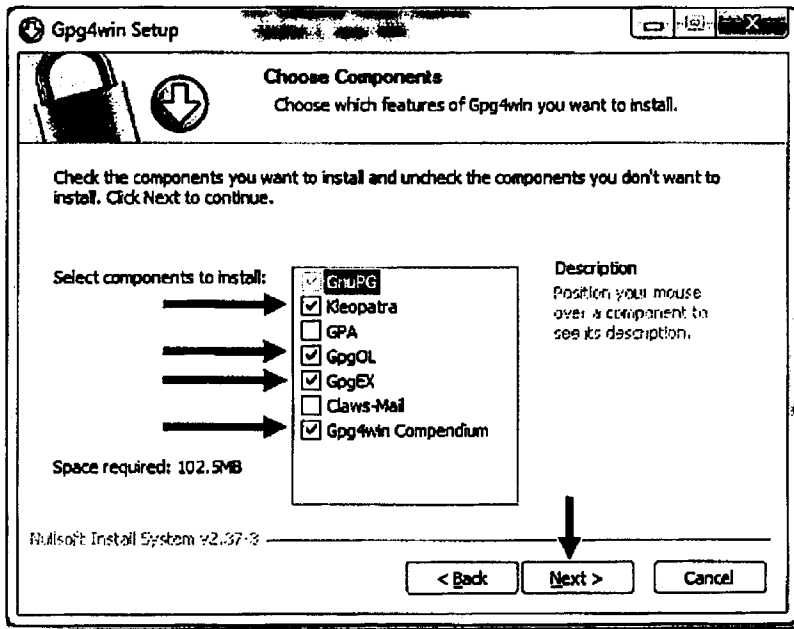 Gpg4win Setup
Choose Components
Choose which features of Gpg4win you want to install.
Check the components you want to install and uncheck the components you don't want to
install. Click Next to continue.
Select components to install:
GnuPG
Kleopatra
GPA
GpgOL
GpgEX
Claws-Mail
Gpg4win Compendium
Description
Position your mouse
over a component to
see its description.
Space required: 102.5MB
Nullsoft Install System v2.37-3
< Back
Next >
Cancel